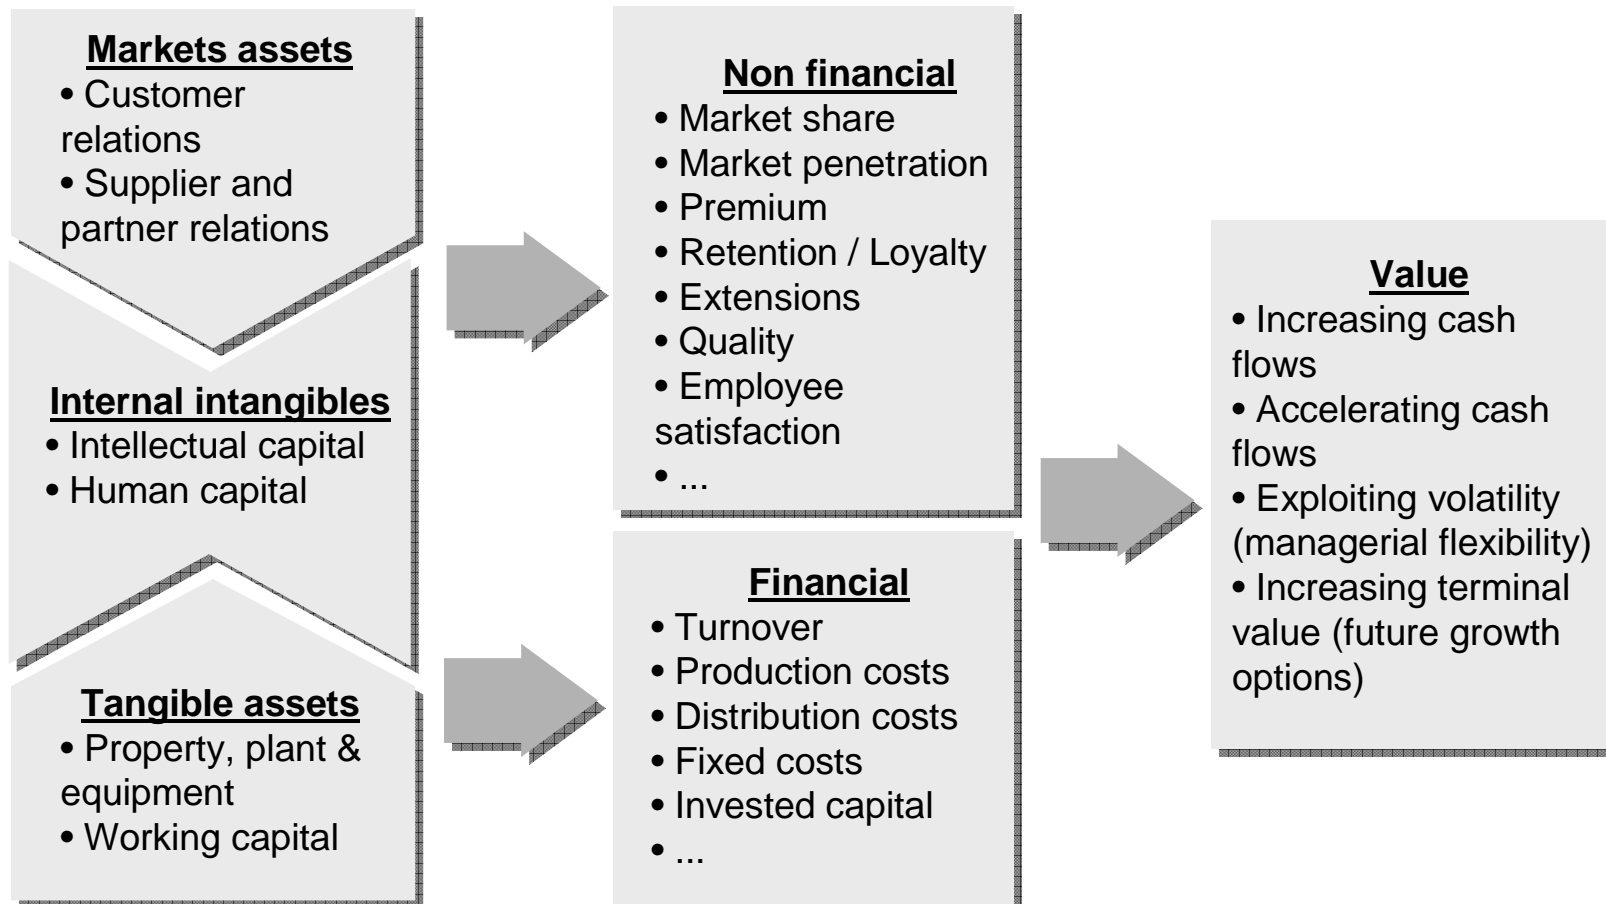 Markets assets
• Customer
relations
• Supplier and
partner relations
Internal intangibles
• Intellectual capital
• Human capital
Tangible assets
• Property, plant &
equipment
• Working capital
Non financial
• Market share
• Market penetration
• Premium
• Retention / Loyalty
• Extensions
• Quality
• Employee
satisfaction
• ...
Financial
• Turnover
• Production costs
• Distribution costs
• Fixed costs
• Invested capital
• ...
Value
• Increasing cash
flows
• Accelerating cash
flows
• Exploiting volatility
(managerial flexibility)
• Increasing terminal
value (future growth
options)